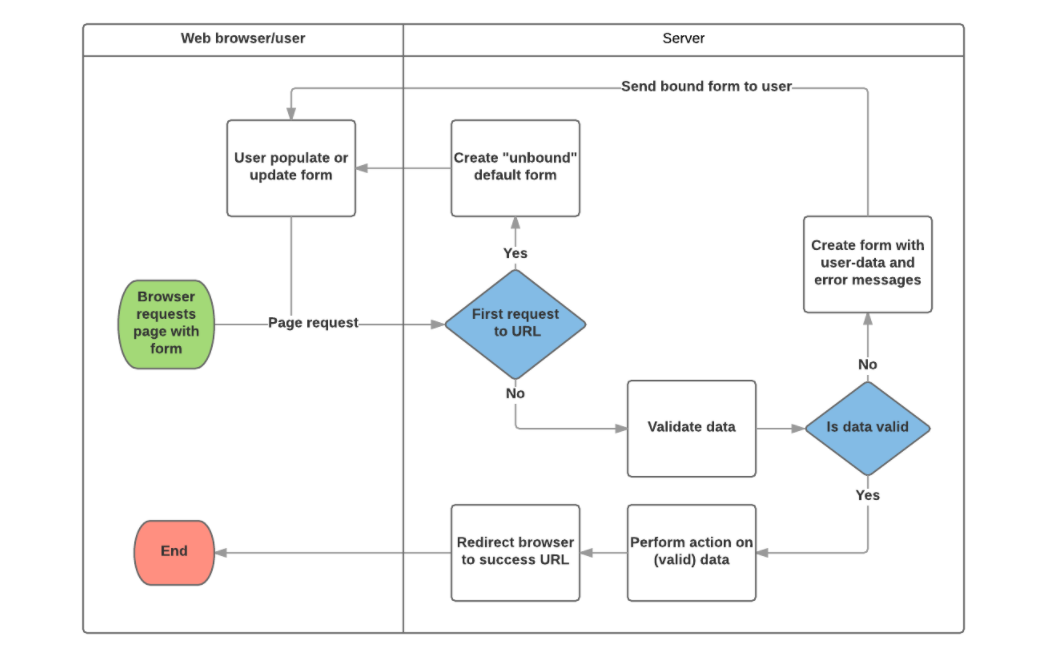 Web browser/user
Server
Send bound form to user
User populate or
update form
Create "unbound"
default form
Create form with
user-data and
error messages
Yes
Browser
requests
page with
form
Page request
First request
to URL
No
No
Validate data
Is data valid
Yes
End
Redirect browser
to success URL
Perform action on
(valid) data